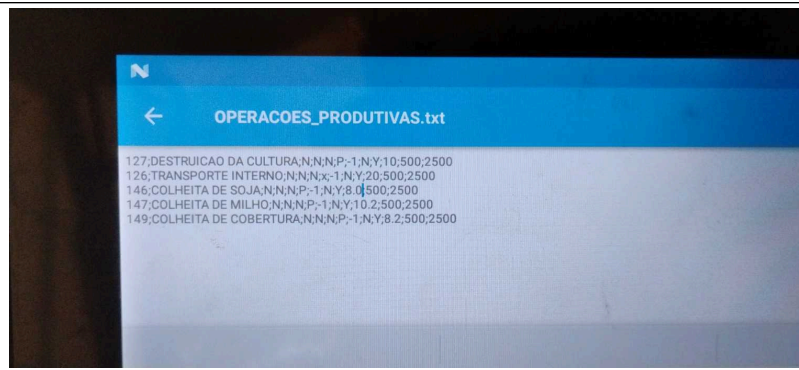 OPERACOES_PRODUTIVAS.txt
127;DESTRUICAO DA CULTURA;N;N;N;P;-1;N;Y;10;500;2500
126;TRANSPORTE INTERNO;N;N;N;x;-1;N;Y;20;500;2500
146;COLHEITA DE SOJA;N;N;N;P;-1;N;Y;8.0;500;2500
147;COLHEITA DE MILHO;N;N;N;P;-1;N;Y;10.2;500;2500
149;COLHEITA DE COBERTURA;N;N;N;P;-1;N;Y;8.2;500;2500